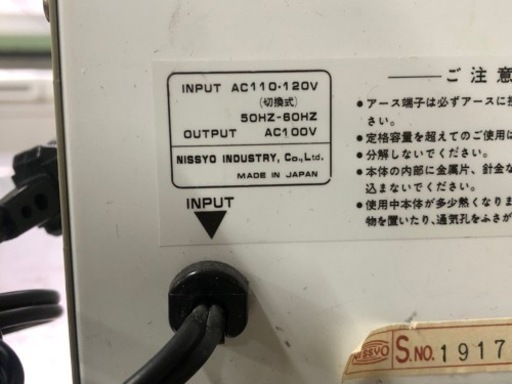 INPUT AC110-120V
(切換式)
50HZ-60HZ
OUTPUT AC100V
NISSYO INDUSTRY, Co., Ltd.
MADE IN JAPAN
INPUT
ご注意
●アース端子は必ずアースに接
さい。
●定格容量を超えてのご使用は
●分解しないでください。
●本体の内部に金属片、針金な
込まないでください。
●使用中本体が多少熱くなりま
物を置いたり、通気孔をふさが
NISSYO S.NO. 1917